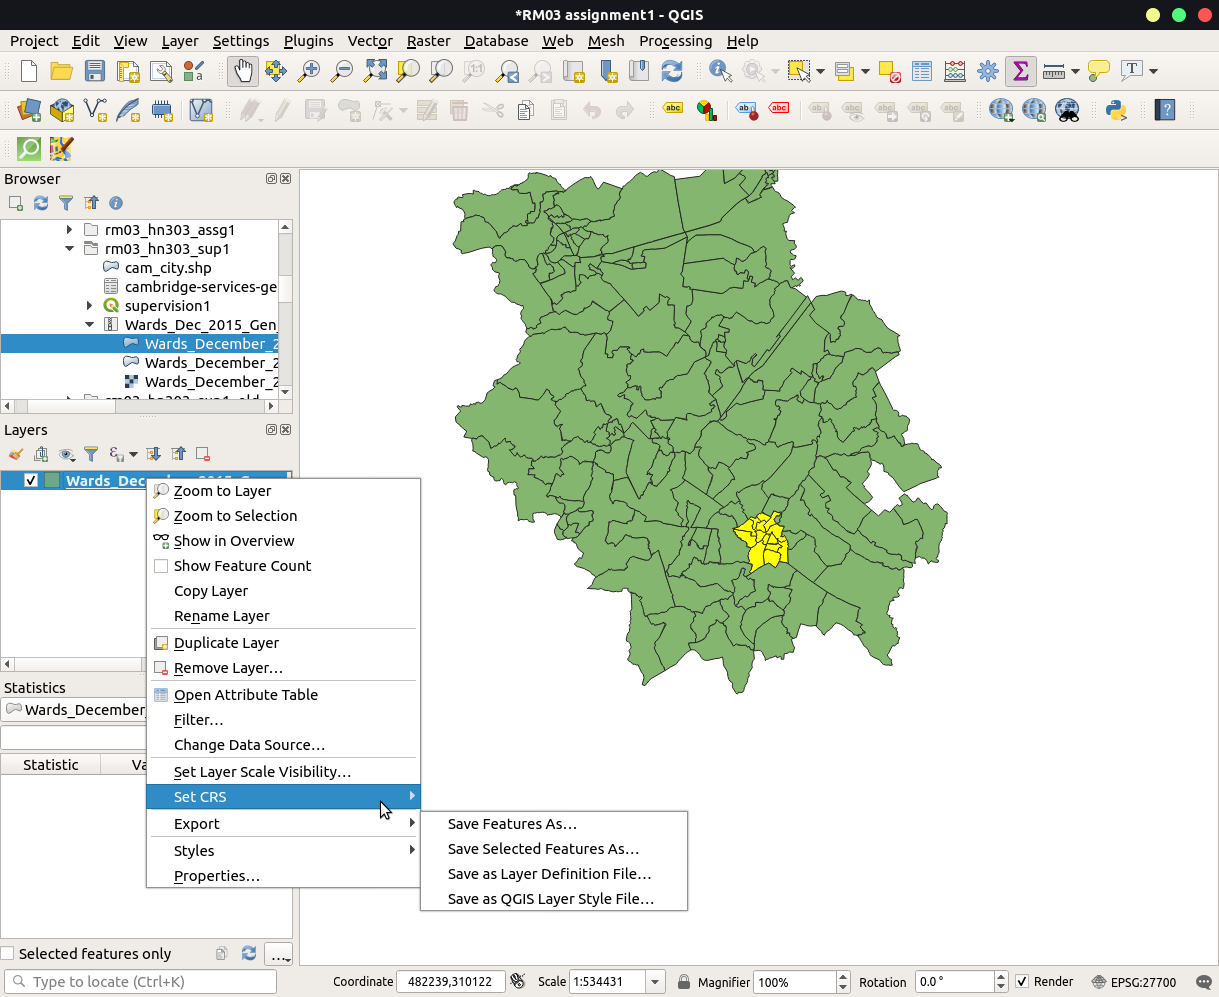 *RM03 assignment1 - QGIS
Project Edit View Layer Settings Plugins Vector Raster Database Web Mesh Processing Help
Browser
rm03_hn303_assg1
rm03_hn303_sup1
cam_city.shp
cambridge-services-ge
supervision1
Wards_Dec_2015_Gen
Wards_December_2
Wards_December_2
Wards_December_2
Layers
Zoom to Layer
Zoom to Selection
Show in Overview
Show Feature Count
Copy Layer
Rename Layer
Duplicate Layer
Remove Layer…
Statistics
Open Attribute Table
Wards_December
Filter…
Change Data Source…
Statistic
Set Layer Scale Visibility…
Set CRS
Export
Save Features As…
Styles
Save Selected Features As…
Properties…
Save as Layer Definition File…
Save as QGIS Layer Style File…
Selected features only
Type to locate (Ctrl+K)
Coordinate 482239,310122 Scale 1:534431 Magnifier 100% Rotation 0.0 ° Render EPSG:27700